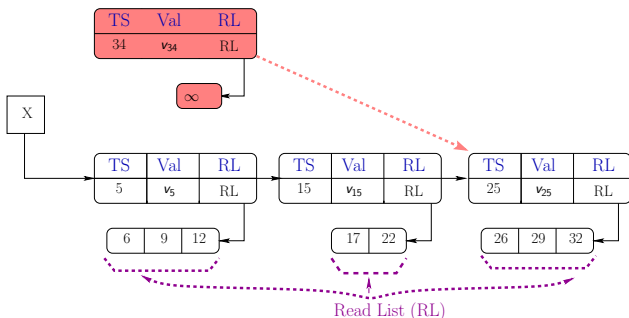 TS Val RL
34 v34 RL
∞
X
TS Val RL TS Val RL TS Val RL
5 v5 RL 15 v15 RL 25 v25 RL
6 9 12 17 22 26 29 32
Read List (RL)